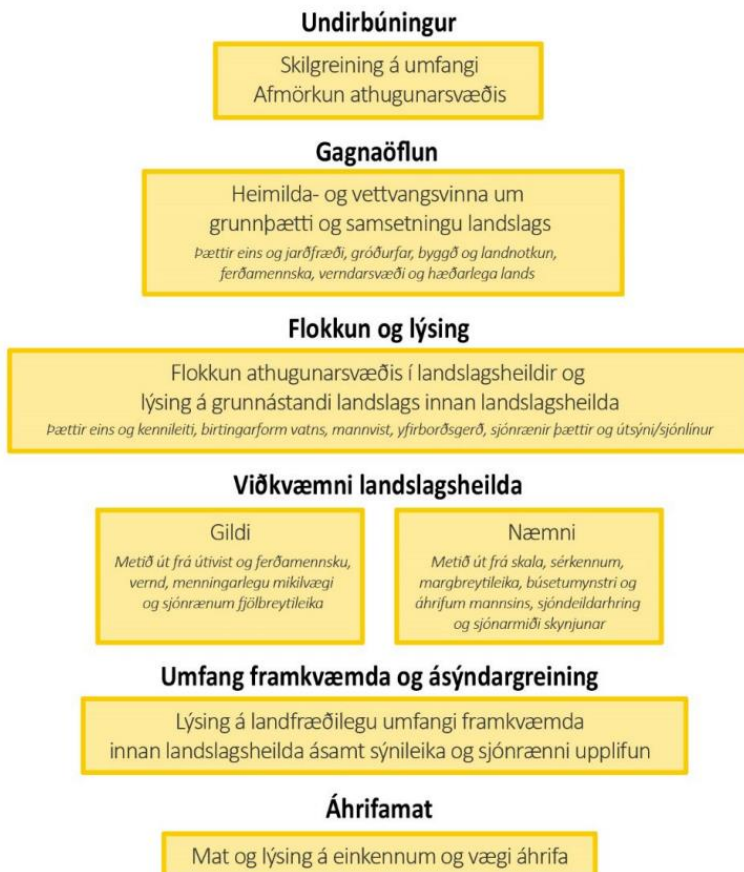 Undirbúningur
Skilgreining á umfangi
Afmörkun athugunarsvæðis
Gagnaöflun
Heimilda- og vettvangsvinna um
grunnþætti og samsetningu landslags
Þættir eins og jarðfræði, gróðurfar, byggð og landnotkun,
ferðamennska, verndarsvæði og hæðarlega lands
Flokkun og lýsing
Flokkun athugunarsvæðis í landslagsheildir og
lýsing á grunnástandi landslags innan landslagsheilda
Þættir eins og kennileiti, birtingarform vatns, mannvist, yfirborðsgerð, sjónrænir þættir og útsýni/sjónlínur
Viðkvæmni landslagsheilda
Gildi
Metið út frá útivist og ferðamennsku,
vernd, menningarlegu mikilvægi
og sjónrænum fjölbreytileika
Næmni
Metið út frá skala, sérkennum,
margbreytileika, búsetumynstri og
áhrifum mannsins, sjóndeildarhring
og sjónarmiði skynjunar
Umfang framkvæmda og ásýndargreining
Lýsing á landfræðilegu umfangi framkvæmda
innan landslagsheilda ásamt sýnileika og sjónrænni upplifun
Áhrifamat
Mat og lýsing á einkennum og vægi áhrifa